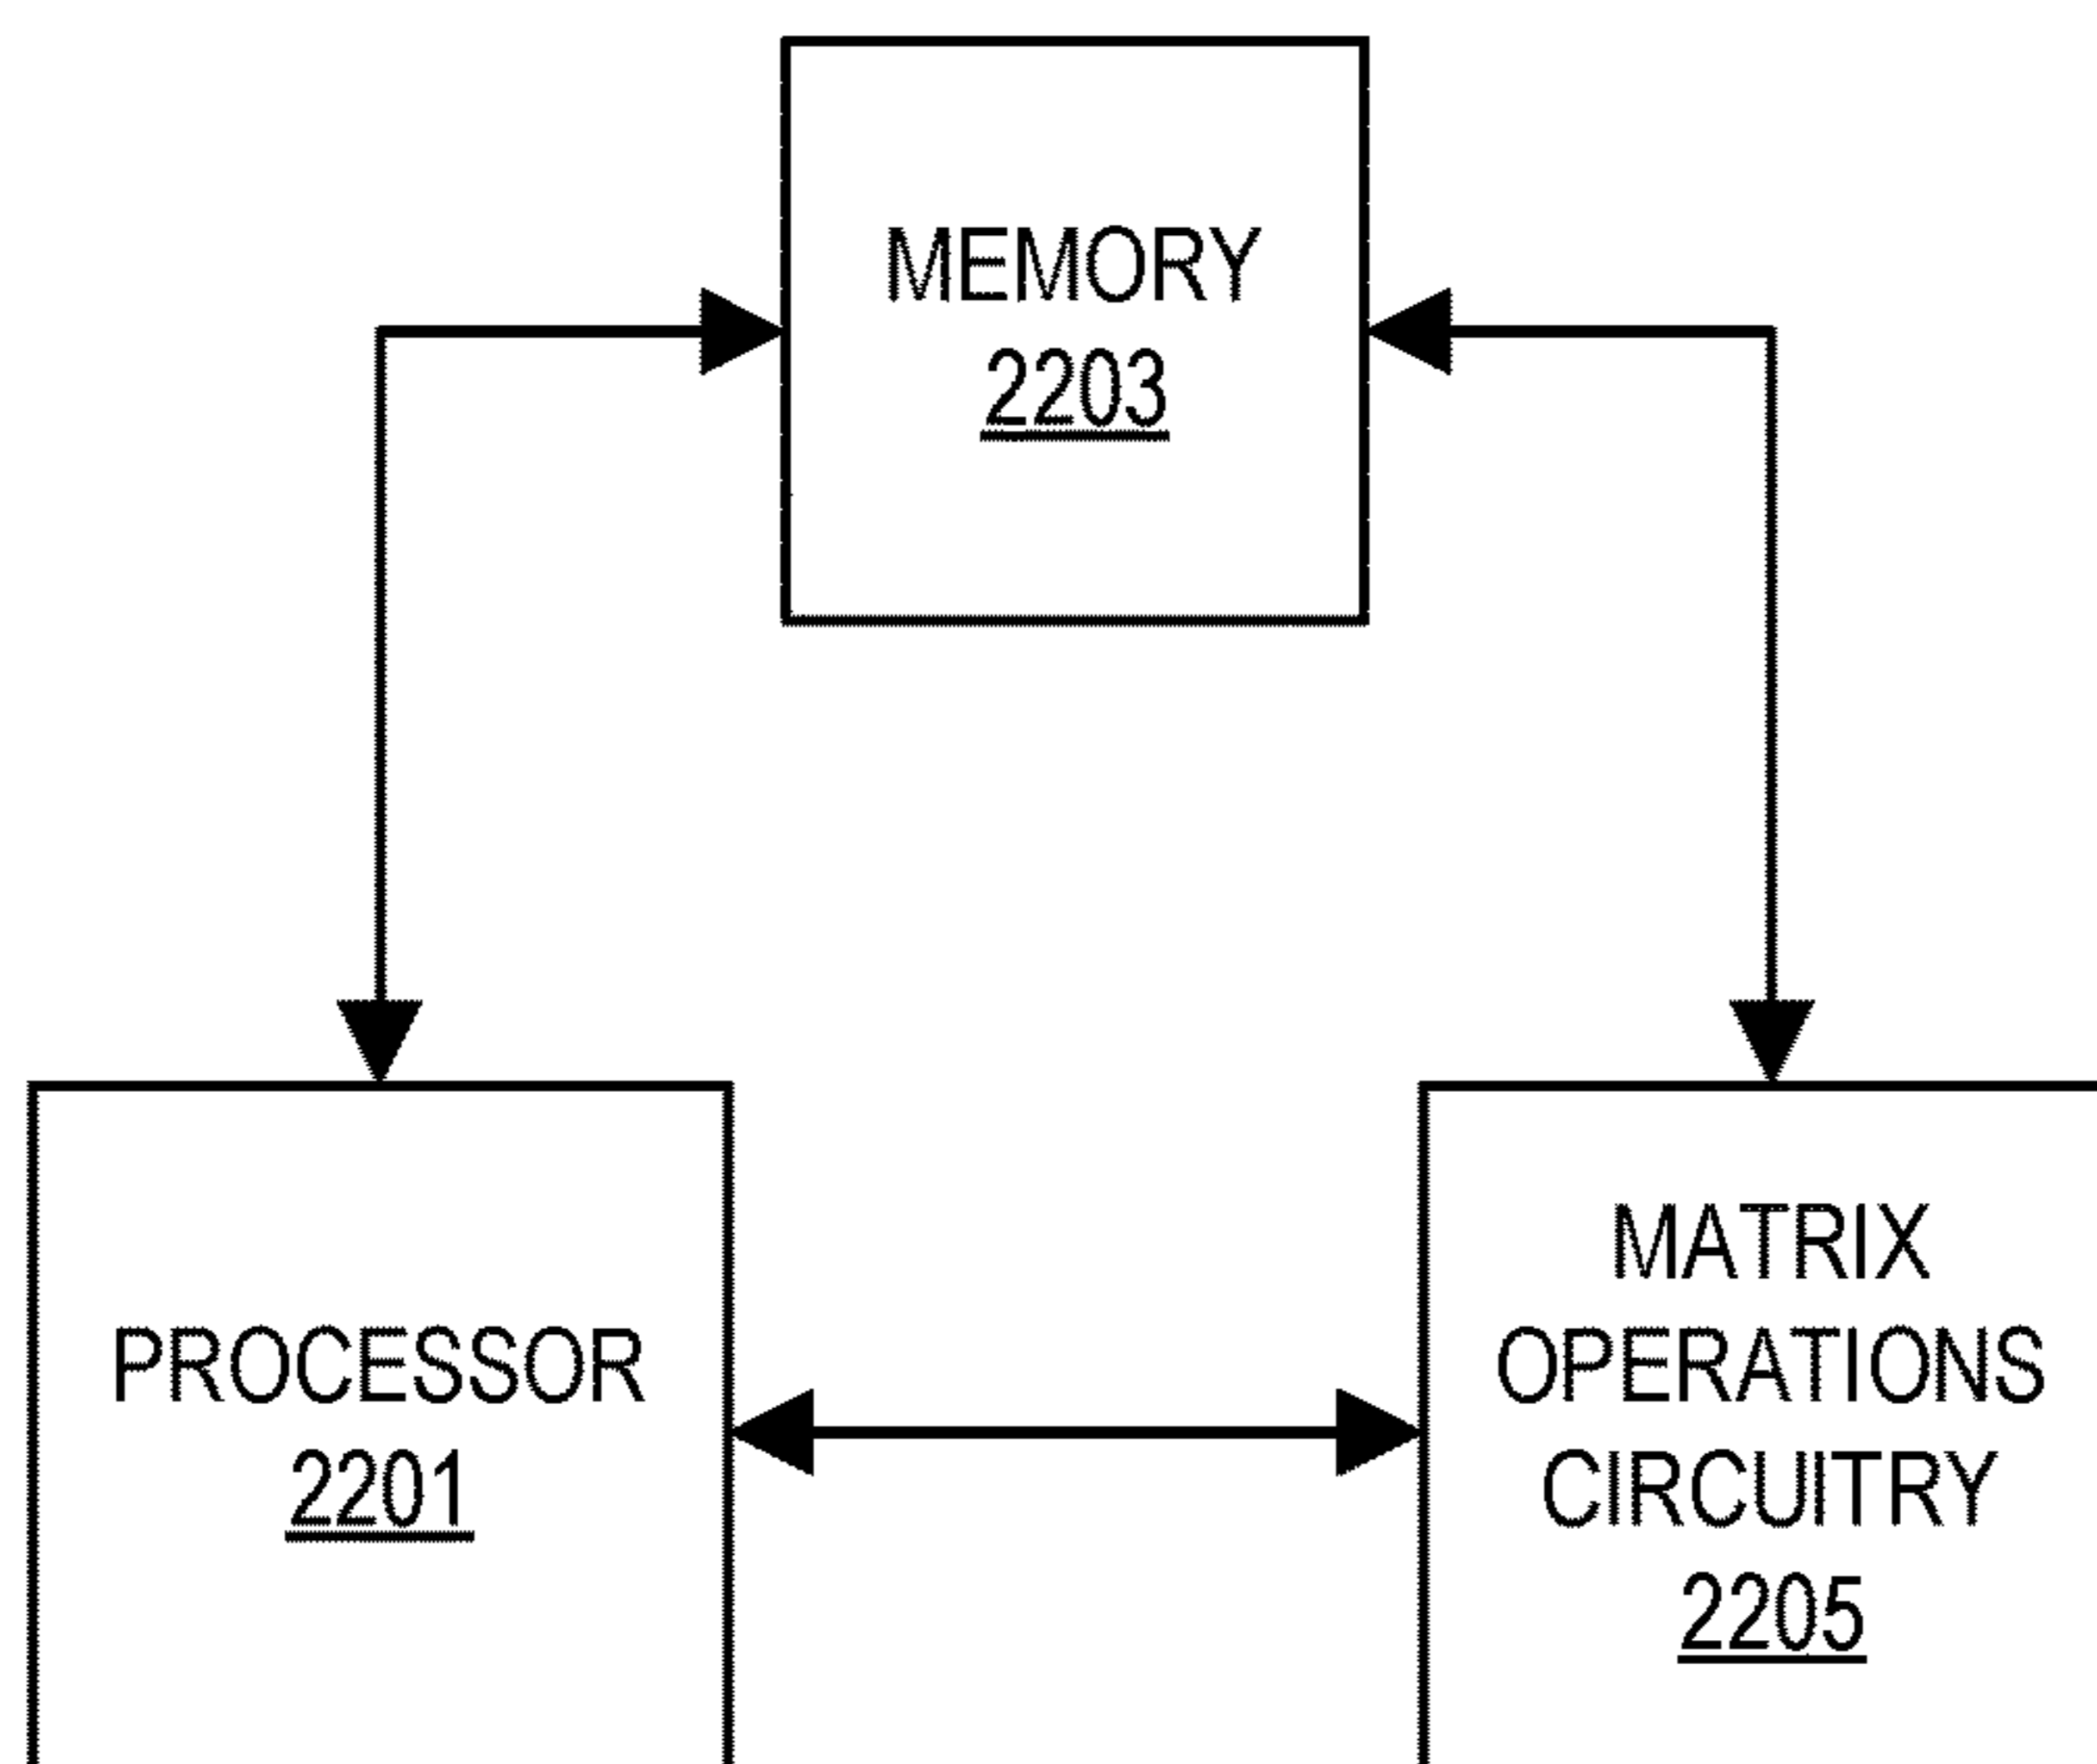 MEMORY
2203
PROCESSOR
2201
MATRIX
OPERATIONS
CIRCUITRY
2205